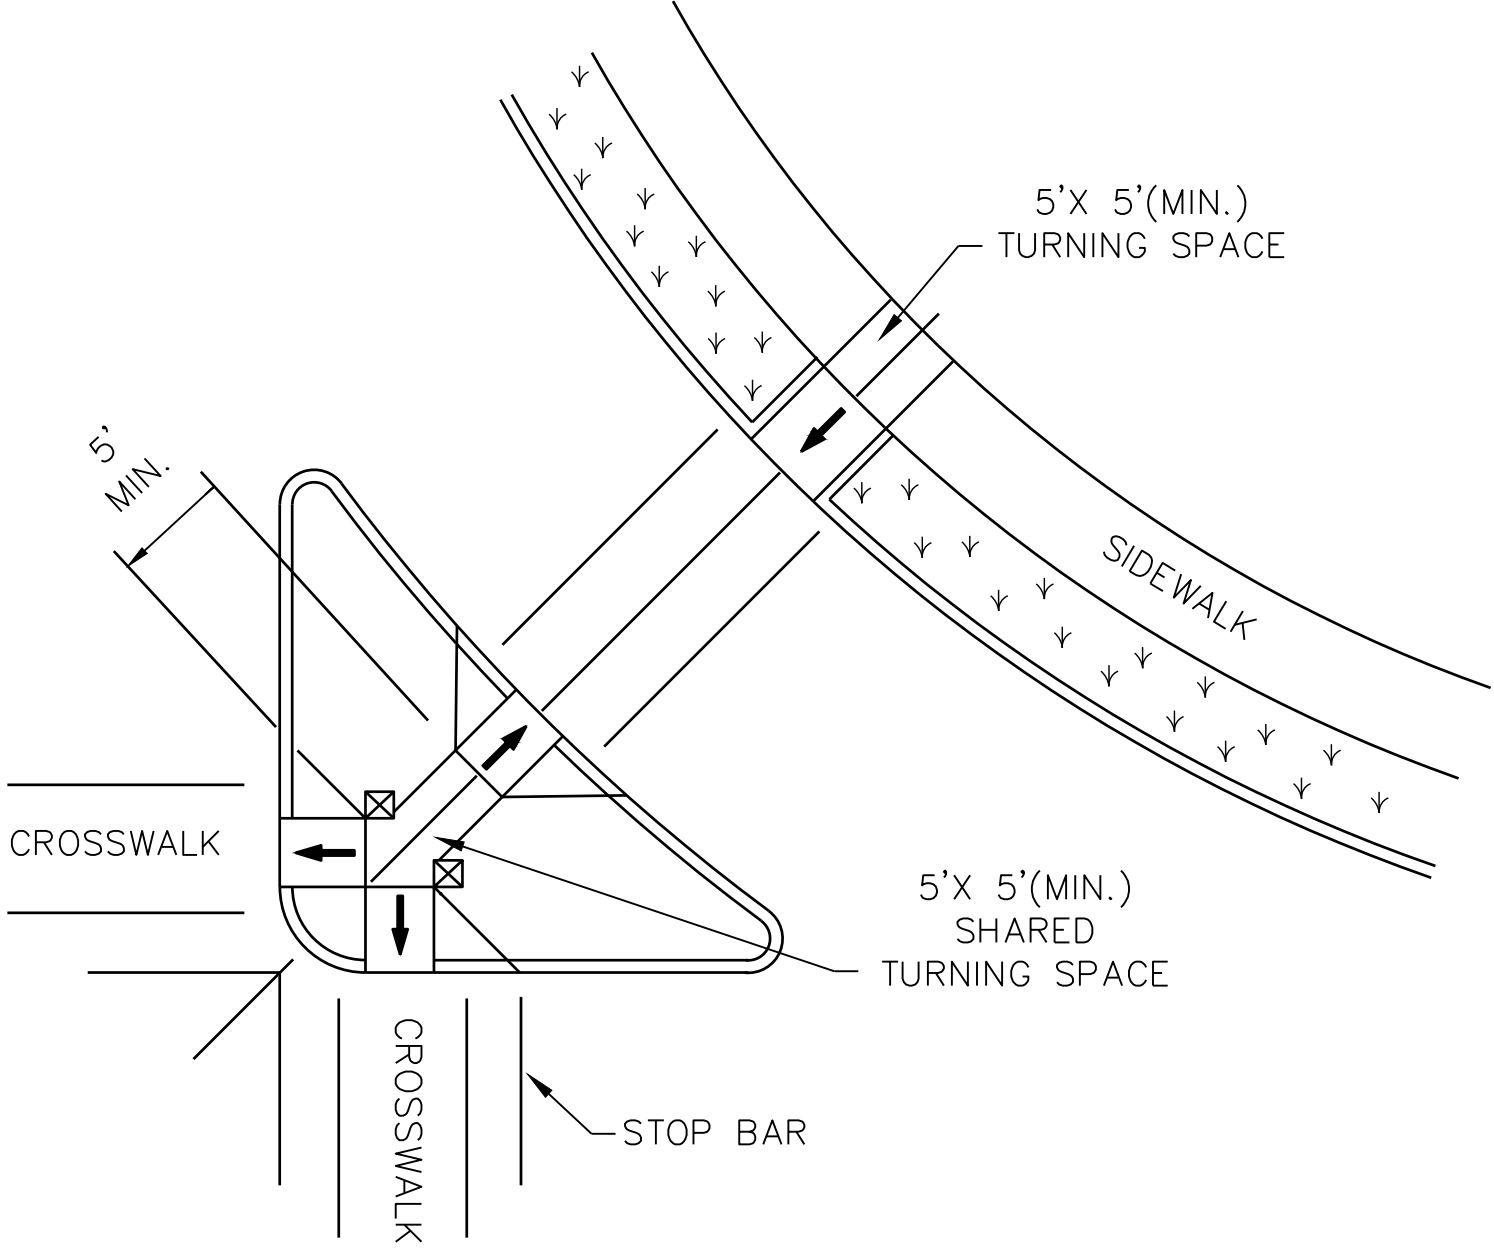 5'X 5'(MIN.)
TURNING SPACE
5'
MIN.
SIDEWALK
CROSSWALK
5'X 5'(MIN.)
SHARED
TURNING SPACE
CROSSWALK
STOP BAR